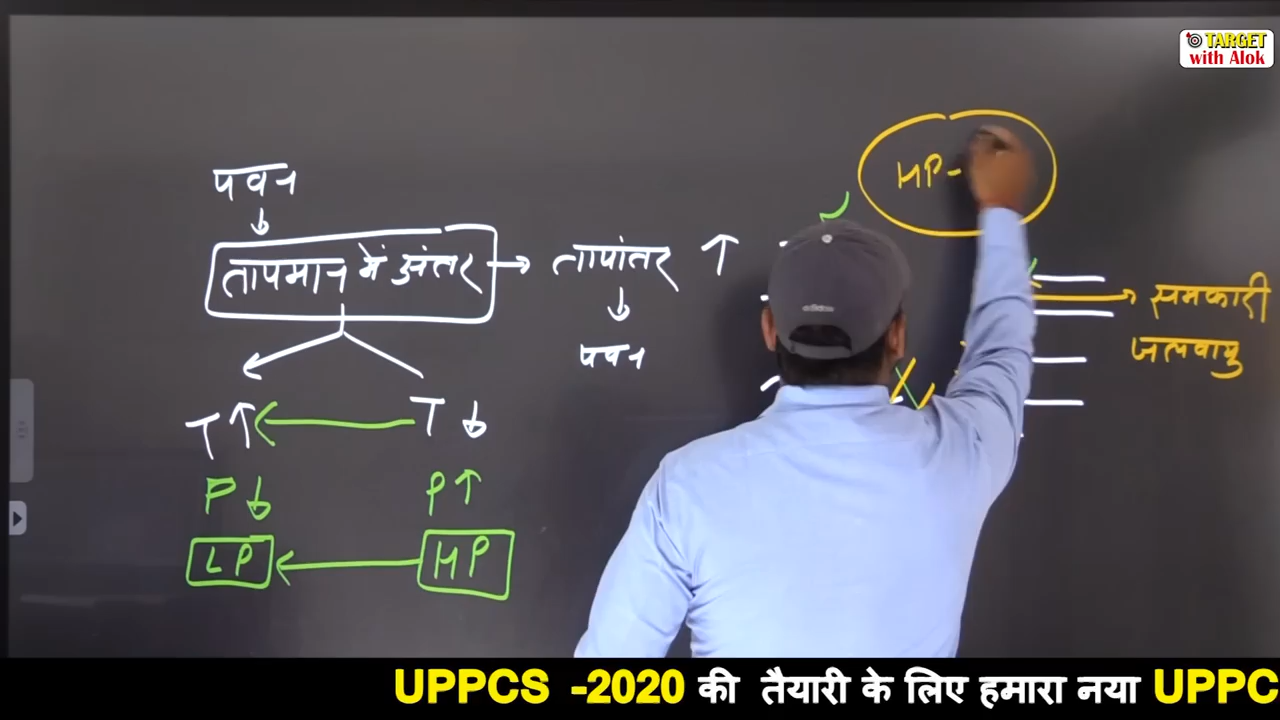 TARGET
with Alok
HP-
पवन
तापमान में अंतर → तापांतर ↑
पवन
समकारी
जलवायु
T↑ ← T↓
P↓ P↑
LP ← HP
UPPCS -2020 की तैयारी के लिए हमारा नया UPPC